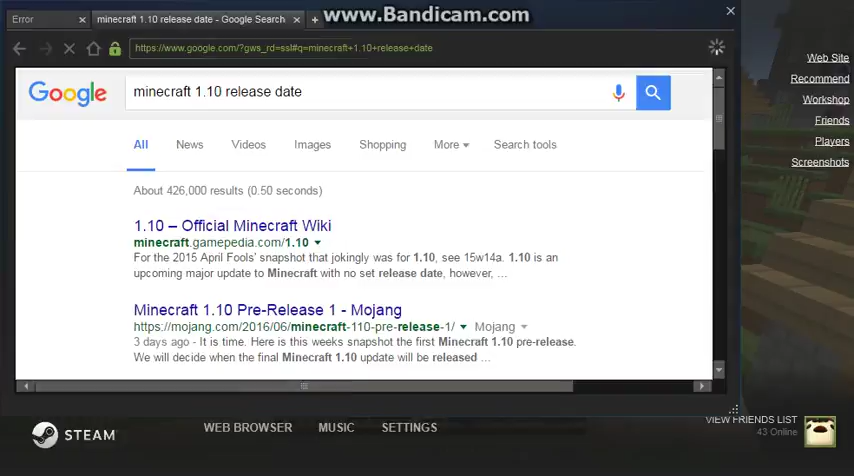 www.Bandicam.com
Error
minecraft 1.10 release date - Google Search
https://www.google.com/?gws_rd=ssl#q=minecraft+1.10+release+date
Google
minecraft 1.10 release date
All News Videos Images Shopping More Search tools
About 426,000 results (0.50 seconds)
1.10 – Official Minecraft Wiki
minecraft.gamepedia.com/1.10
For the 2015 April Fools' snapshot that jokingly was for 1.10, see 15w14a. 1.10 is an
upcoming major update to Minecraft with no set release date, however, ...
Minecraft 1.10 Pre-Release 1 - Mojang
https://mojang.com/2016/06/minecraft-110-pre-release-1/ Mojang
3 days ago - It is time. Here is this weeks snapshot the first Minecraft 1.10 pre-release.
We will decide when the final Minecraft 1.10 update will be released ...
Web Site
Recommend
Workshop
Friends
Players
Screenshots
STEAM
WEB BROWSER MUSIC SETTINGS
VIEW FRIENDS LIST
43 Online